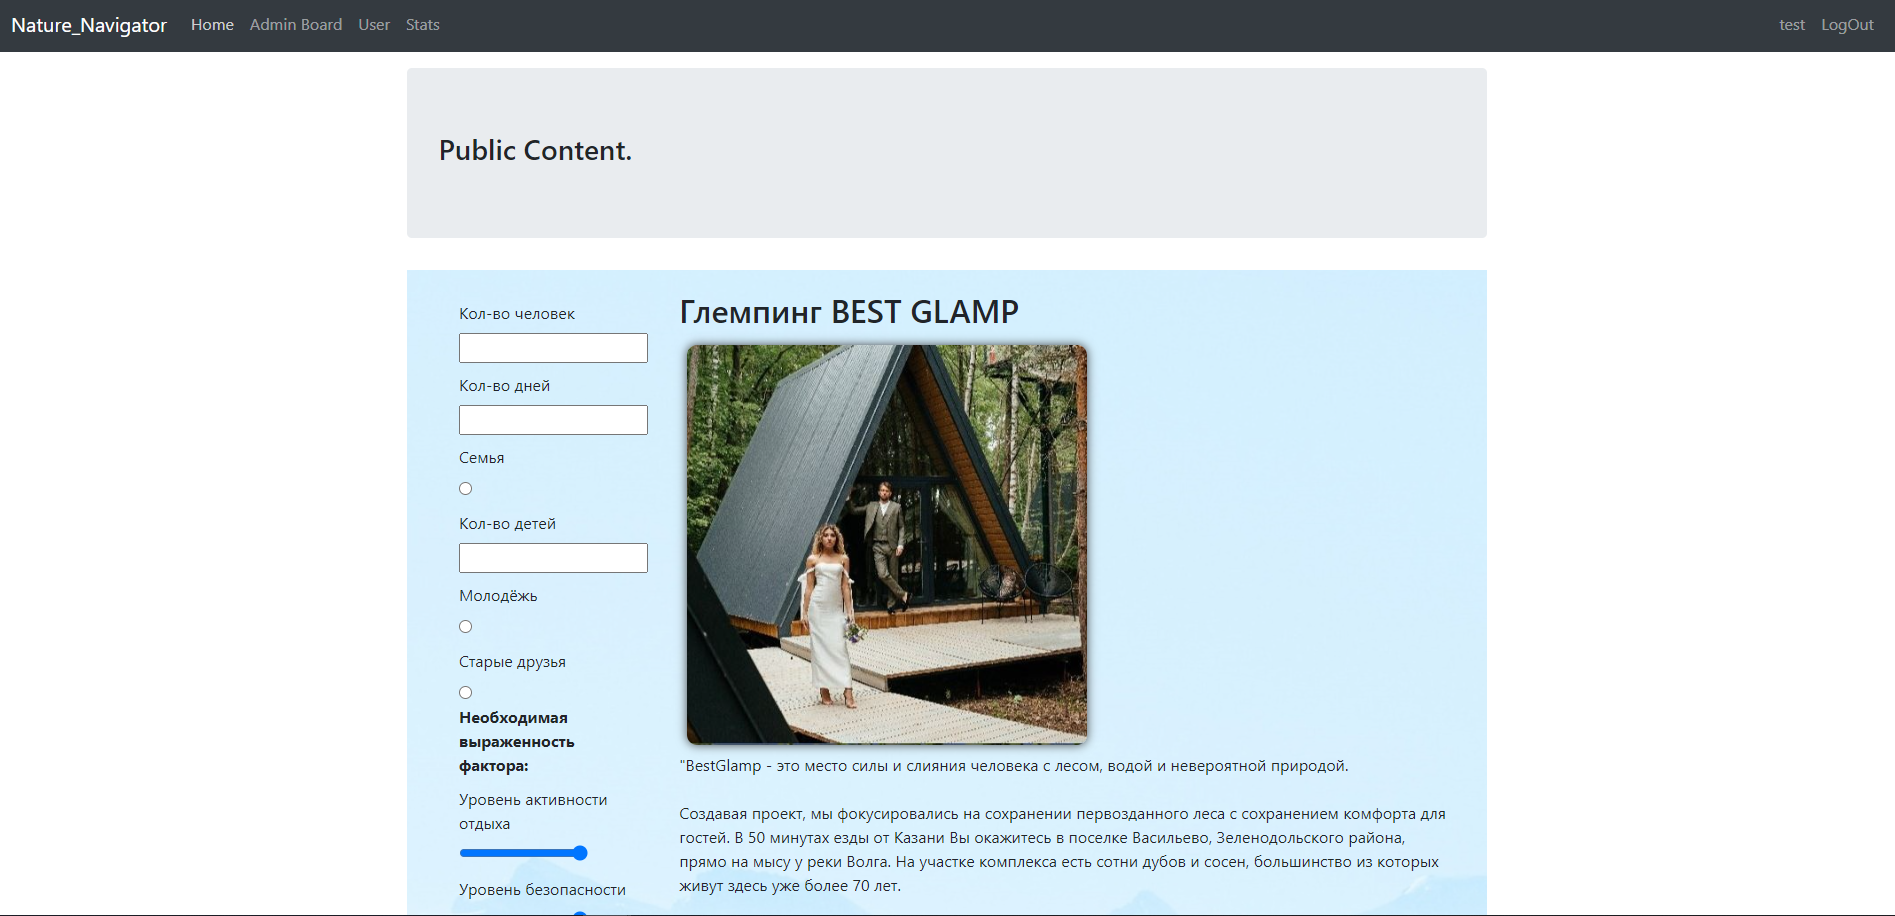 Nature_Navigator Home Admin Board User Stats test LogOut
Public Content.
Кол-во человек
Кол-во дней
Семья
Кол-во детей
Молодёжь
Старые друзья
Необходимая
выраженность
фактора:
Уровень активности
отдыха
Уровень безопасности
Глемпинг BEST GLAMP
"BestGlamp - это место силы и слияния человека с лесом, водой и невероятной природой.
Создавая проект, мы фокусировались на сохранении первозданного леса с сохранением комфорта для
гостей. В 50 минутах езды от Казани Вы окажитесь в поселке Васильево, Зеленодольского района,
прямо на мысу у реки Волга. На участке комплекса есть сотни дубов и сосен, большинство из которых
живут здесь уже более 70 лет.